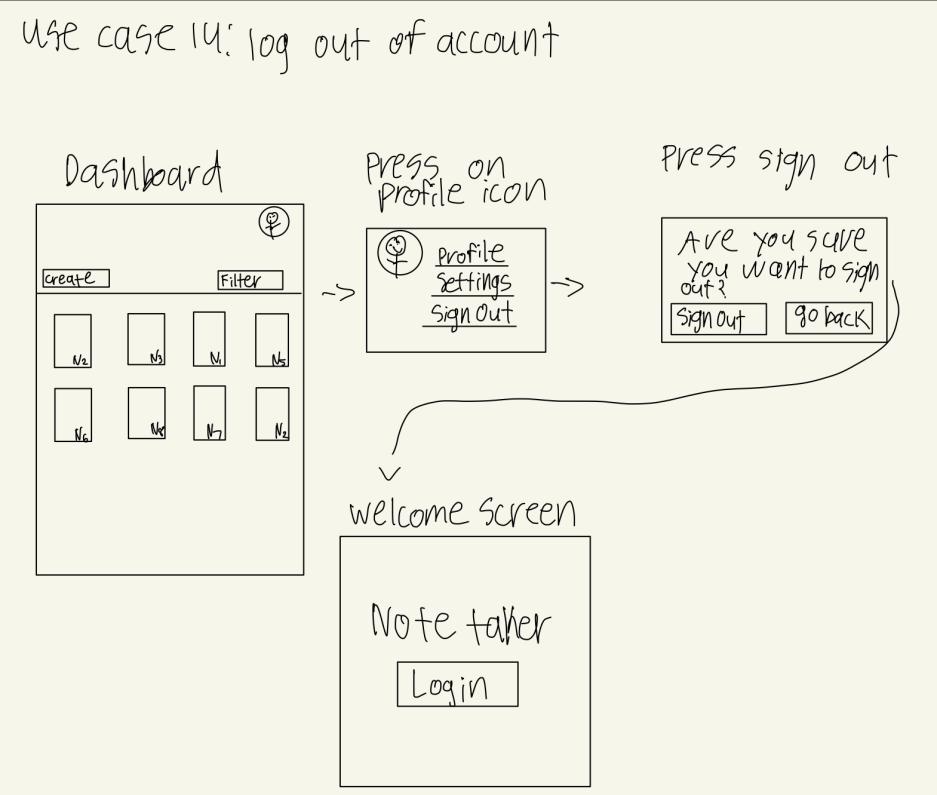 use case 14: log out of account
Dashboard
create
Filter
N2
N3
N1
N5
N6
N8
N7
N2
Press on
Profile icon
Profile
Settings
Sign Out
Press sign out
Are you sure
you want to sign
out?
Sign Out
go back
welcome screen
Note taker
Login